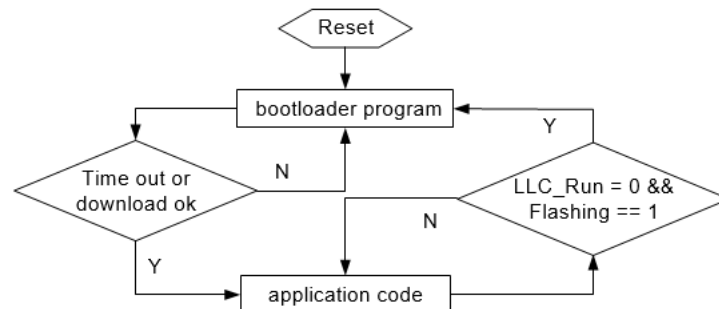 Reset
bootloader program
Y
Time out or
download ok
N
LLC_Run = 0 &&
Flashing == 1
N
Y
application code